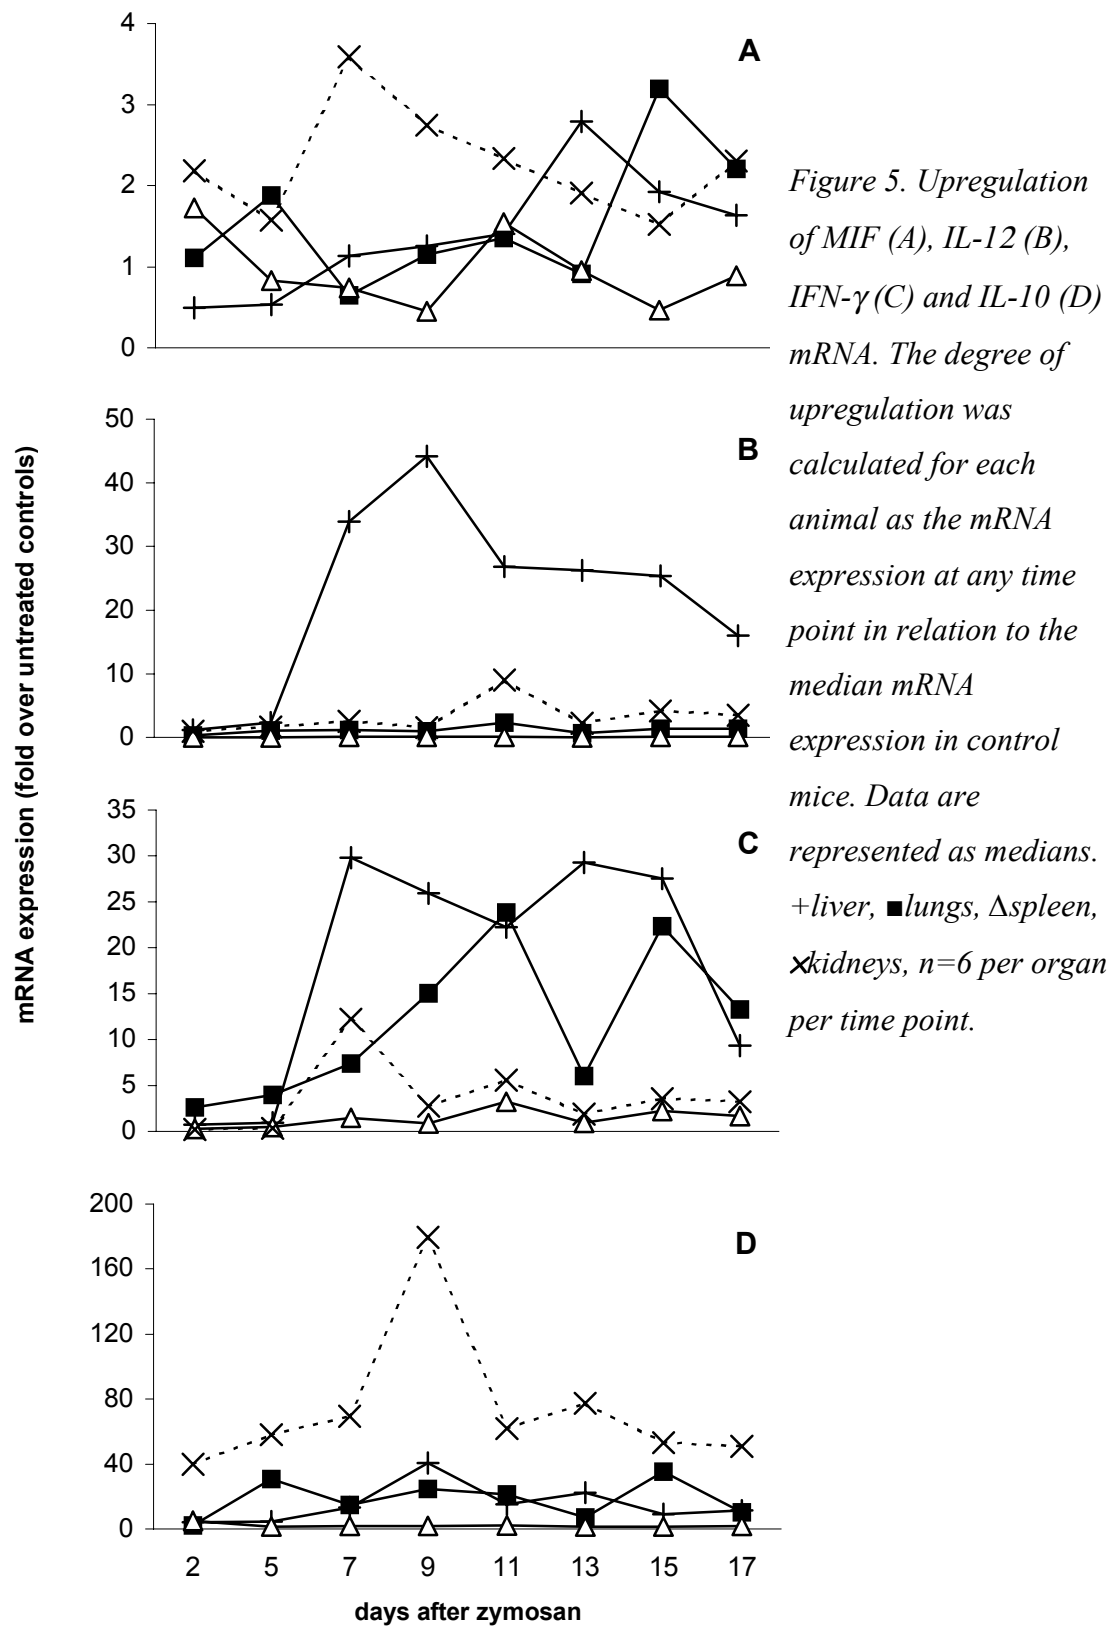 4
3
2
1
0
A
50
40
30
20
10
0
B
35
30
25
20
15
10
5
0
C
200
160
120
80
40
0
D
2 5 7 9 11 13 15 17
days after zymosan
mRNA expression (fold over untreated controls)
Figure 5. Upregulation
of MIF (A), IL-12 (B),
IFN-γ (C) and IL-10 (D)
mRNA. The degree of
upregulation was
calculated for each
animal as the mRNA
expression at any time
point in relation to the
median mRNA
expression in control
mice. Data are
represented as medians.
+liver, ■lungs, Δspleen,
×kidneys, n=6 per organ
per time point.